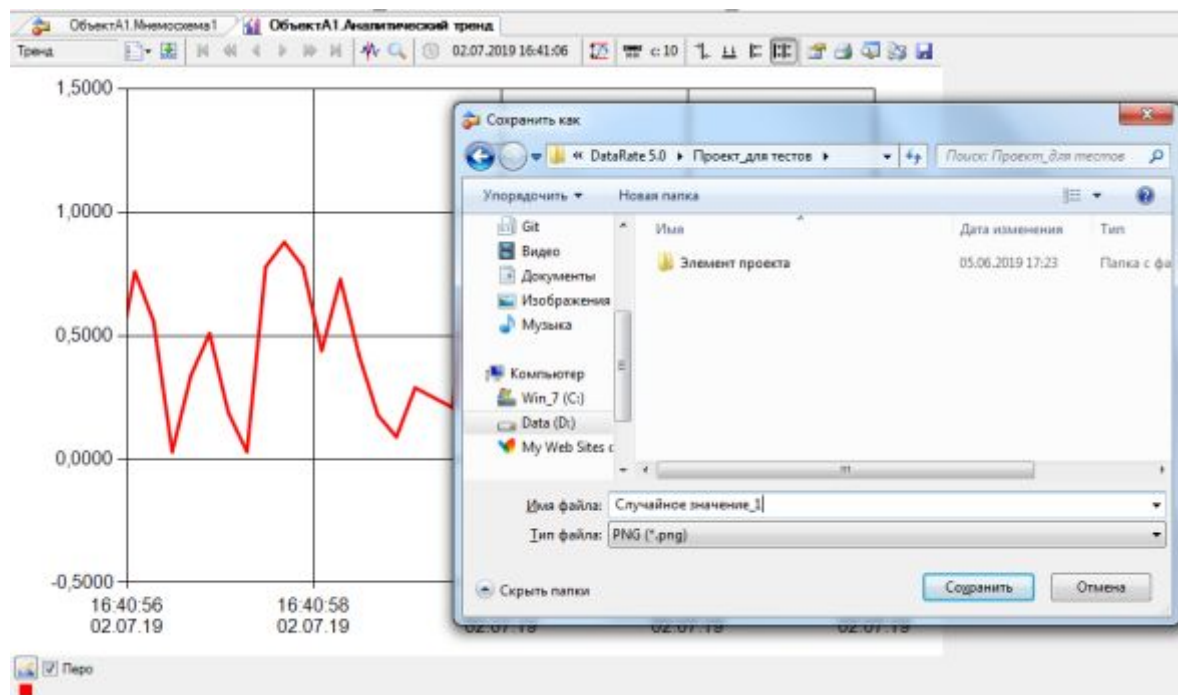 ОбъектА1.Мнемосхема1 ОбъектА1.Аналитический тренд
Тренд 02.07.2019 16:41:06 с: 10
1,5000
1,0000
0,5000
0,0000
-0,5000
16:40:56 16:40:58
02.07.19 02.07.19 02.07.19 02.07.19 02.07.19
Перо
Сохранить как
« DataRate 5.0 Проект_для тестов Поиск: Проект_для тестов
Упорядочить Новая папка
Git
Видео
Документы
Изображения
Музыка
Компьютер
Win_7 (C:)
Data (D:)
My Web Sites
Имя Дата изменения Тип
Элемент проекта 05.06.2019 17:23 Папка с фа
Имя файла: Случайное значение_1
Тип файла: PNG (*.png)
Скрыть папки Сохранить Отмена